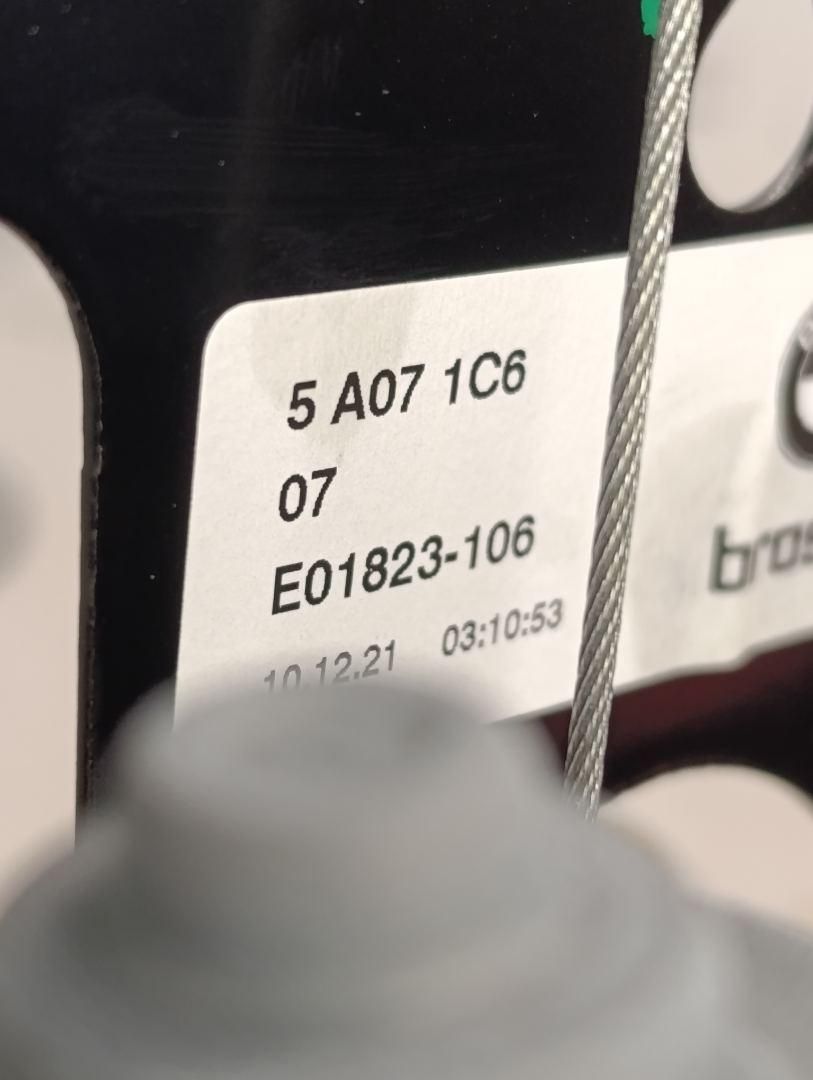 5 A07 1C6
07
E01823-106
10.12.21 03:10:53
bros